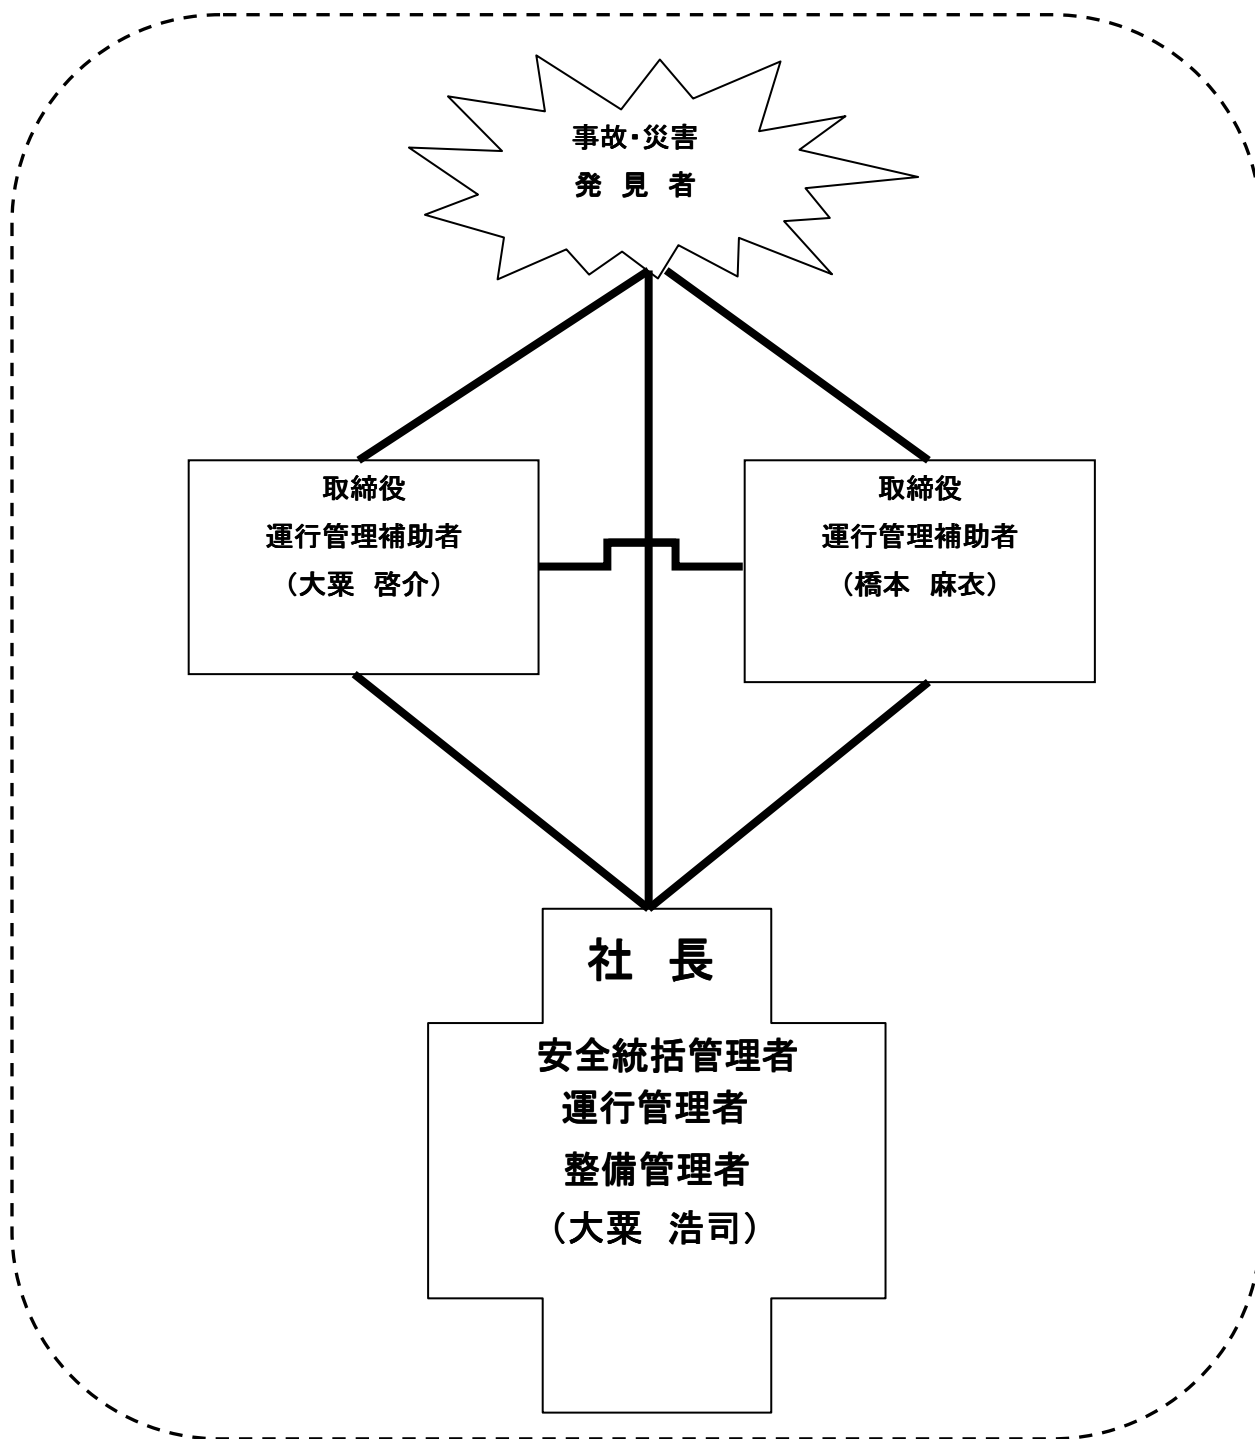 事故・災害
発　見　者
取締役
運行管理補助者
（大粟　啓介）
取締役
運行管理補助者
（橋本　麻衣）
社　長
安全統括管理者
運行管理者
整備管理者
（大粟　浩司）